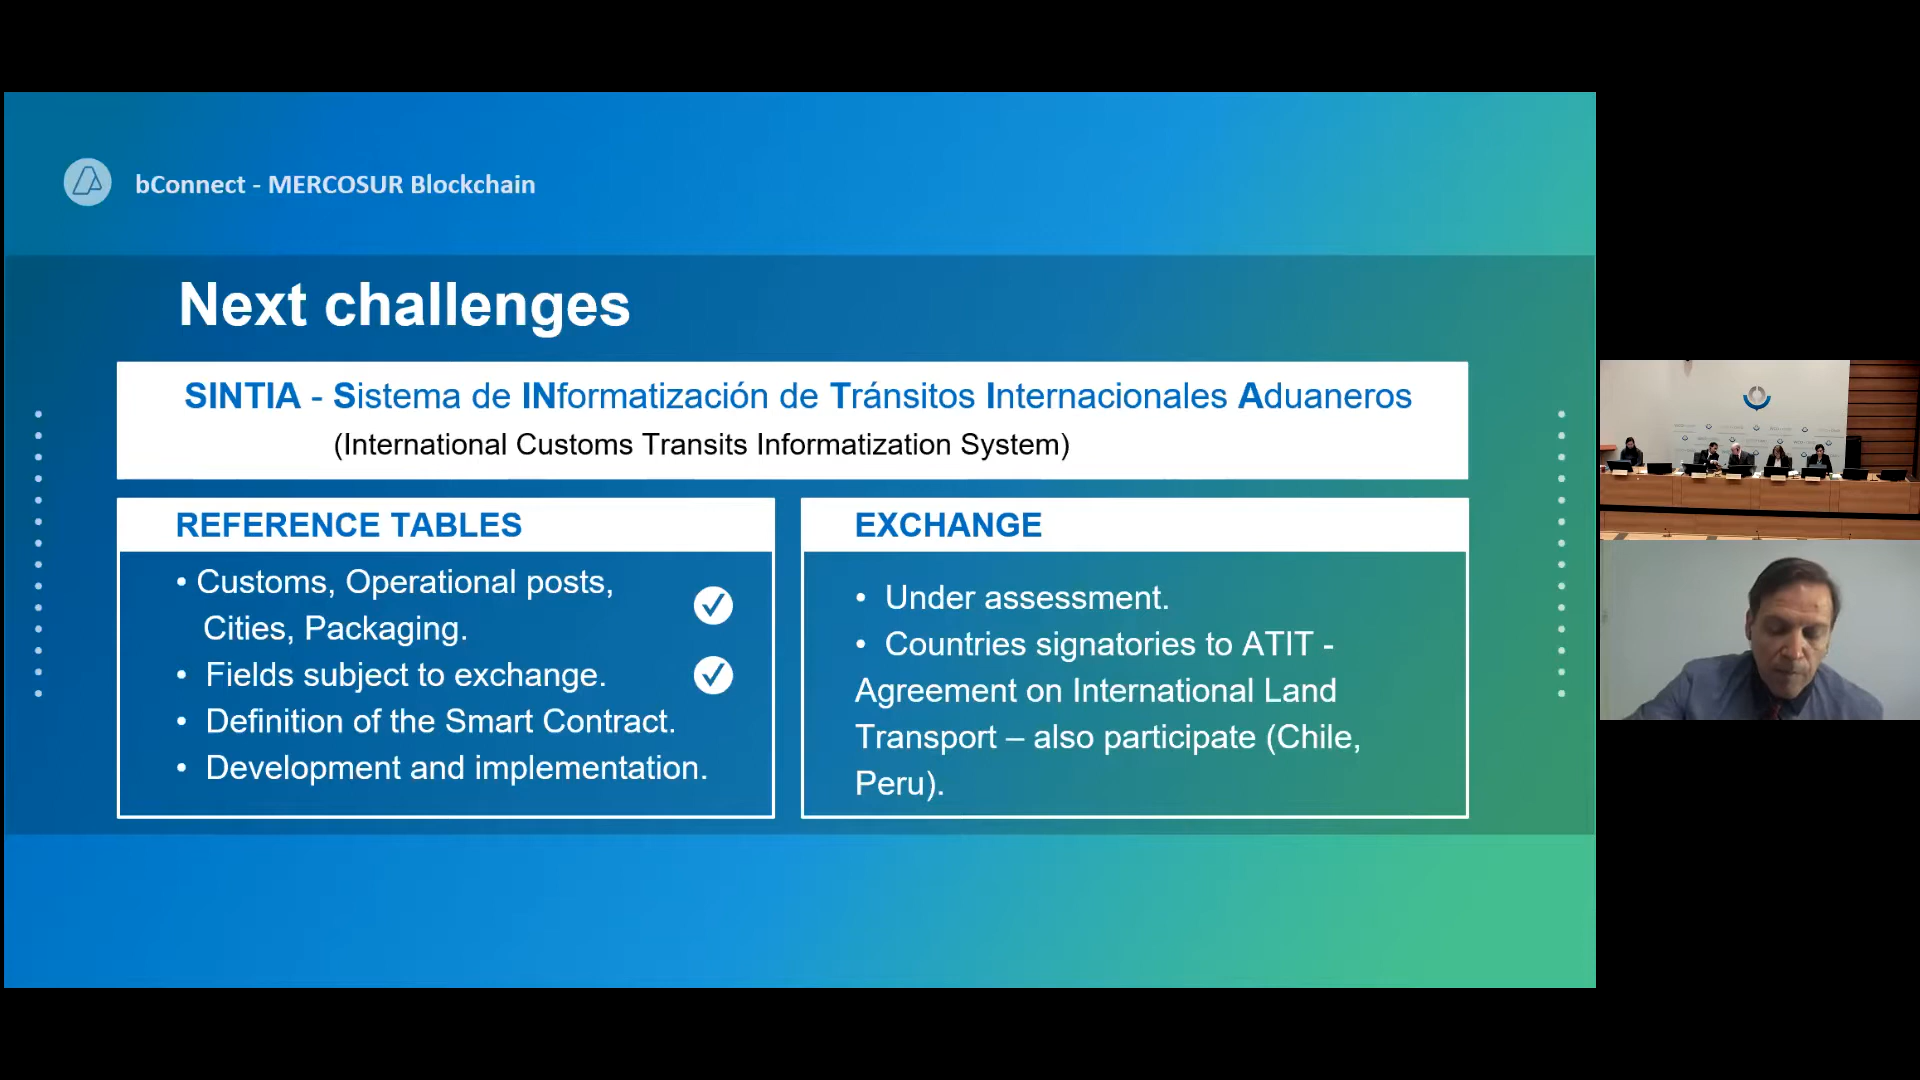 bConnect - MERCOSUR Blockchain
Next challenges
SINTIA - Sistema de INformatización de Tránsitos Internacionales Aduaneros
(International Customs Transits Informatization System)
REFERENCE TABLES
• Customs, Operational posts,
Cities, Packaging.
• Fields subject to exchange.
• Definition of the Smart Contract.
• Development and implementation.
EXCHANGE
• Under assessment.
• Countries signatories to ATIT -
Agreement on International Land
Transport – also participate (Chile,
Peru).